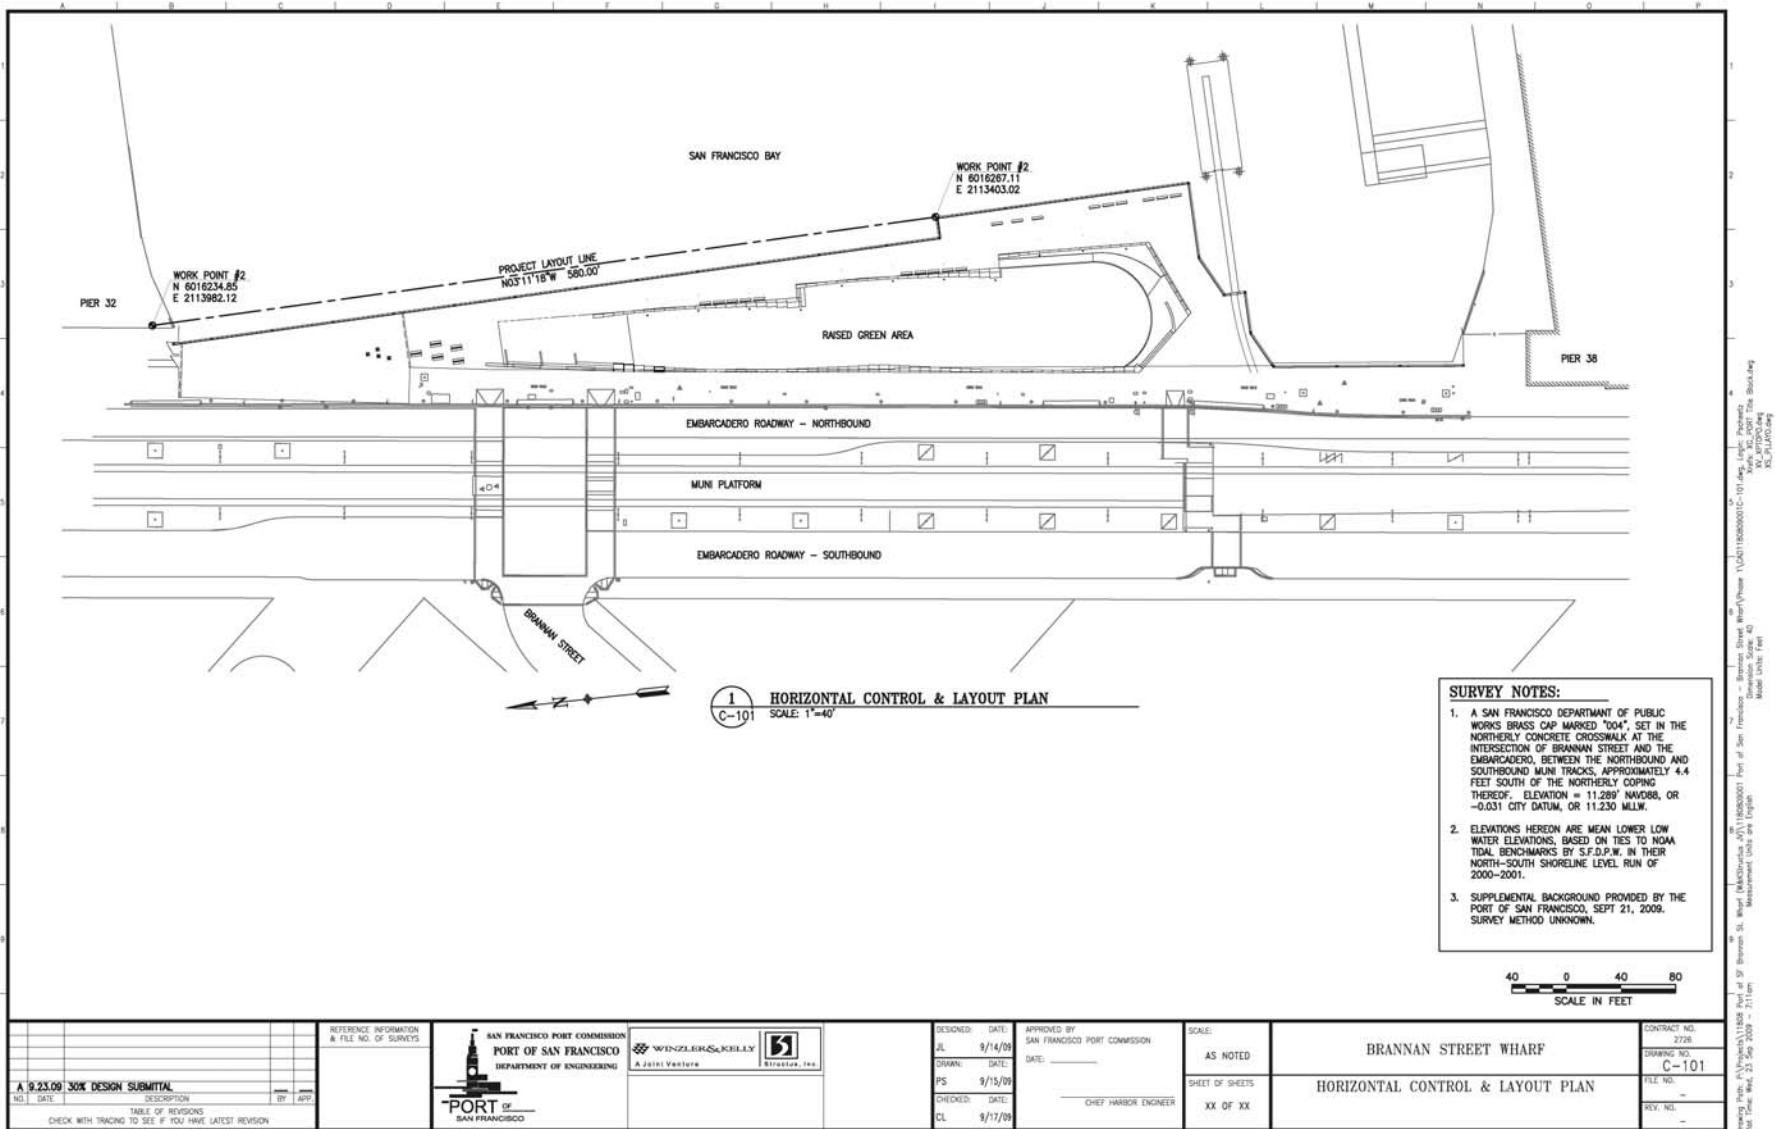 A B C D E F G H I J K L M N O P
SAN FRANCISCO BAY
WORK POINT #2
N 6016267.11
E 2113403.02
WORK POINT #2
N 6016234.85
E 2113982.12
PROJECT LAYOUT LINE
N03°11'18"W 580.00'
PIER 32
RAISED GREEN AREA
PIER 38
EMBARCADERO ROADWAY - NORTHBOUND
MUNI PLATFORM
EMBARCADERO ROADWAY - SOUTHBOUND
BRANNAN STREET
N
1
C-101
HORIZONTAL CONTROL & LAYOUT PLAN
SCALE: 1"=40'
SURVEY NOTES:
1. A SAN FRANCISCO DEPARTMANT OF PUBLIC
WORKS BRASS CAP MARKED "004", SET IN THE
NORTHERLY CONCRETE CROSSWALK AT THE
INTERSECTION OF BRANNAN STREET AND THE
EMBARCADERO, BETWEEN THE NORTHBOUND AND
SOUTHBOUND MUNI TRACKS, APPROXIMATELY 4.4
FEET SOUTH OF THE NORTHERLY COPING
THEREOF. ELEVATION = 11.289' NAVD88, OR
-0.031 CITY DATUM, OR 11.230 MLLW.
2. ELEVATIONS HEREON ARE MEAN LOWER LOW
WATER ELEVATIONS, BASED ON TIES TO NOAA
TIDAL BENCHMARKS BY S.F.D.P.W. IN THEIR
NORTH-SOUTH SHORELINE LEVEL RUN OF
2000-2001.
3. SUPPLEMENTAL BACKGROUND PROVIDED BY THE
PORT OF SAN FRANCISCO, SEPT 21, 2009.
SURVEY METHOD UNKNOWN.
40 0 40 80
SCALE IN FEET
A 9.23.09 30% DESIGN SUBMITTAL
NO. DATE DESCRIPTION BY APP.
TABLE OF REVISIONS
CHECK WITH TRACING TO SEE IF YOU HAVE LATEST REVISION
REFERENCE INFORMATION
& FILE NO. OF SURVEYS
SAN FRANCISCO PORT COMMISSION
PORT OF SAN FRANCISCO
DEPARTMENT OF ENGINEERING
PORT OF
SAN FRANCISCO
WINZLER & KELLY
A Joint Venture
Structus, Inc.
DESIGNED: DATE:
JL 9/14/09
DRAWN: DATE:
PS 9/15/09
CHECKED: DATE:
CL 9/17/09
APPROVED BY
SAN FRANCISCO PORT COMMISSION
DATE:
CHIEF HARBOR ENGINEER
SCALE:
AS NOTED
SHEET OF SHEETS
XX OF XX
BRANNAN STREET WHARF
HORIZONTAL CONTROL & LAYOUT PLAN
CONTRACT NO.
2726
DRAWING NO.
C-101
FILE NO.
-
REV. NO.
-
Dimension Scale: 40
Model Units: Feet
Measurement Units are English